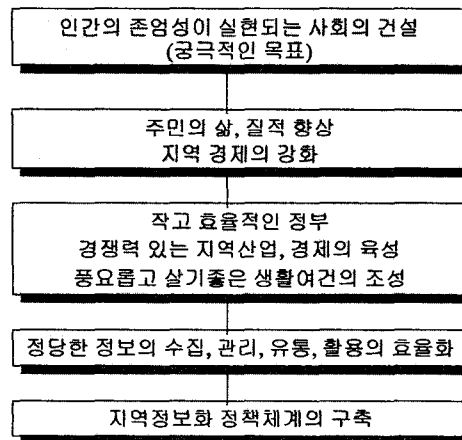 인간의 존엄성이 실현되는 사회의 건설
(궁극적인 목표)
주민의 삶, 질적 향상
지역 경제의 강화
작고 효율적인 정부
경쟁력 있는 지역산업, 경제의 육성
풍요롭고 살기좋은 생활여건의 조성
정당한 정보의 수집, 관리, 유통, 활용의 효율화
지역정보화 정책체계의 구축